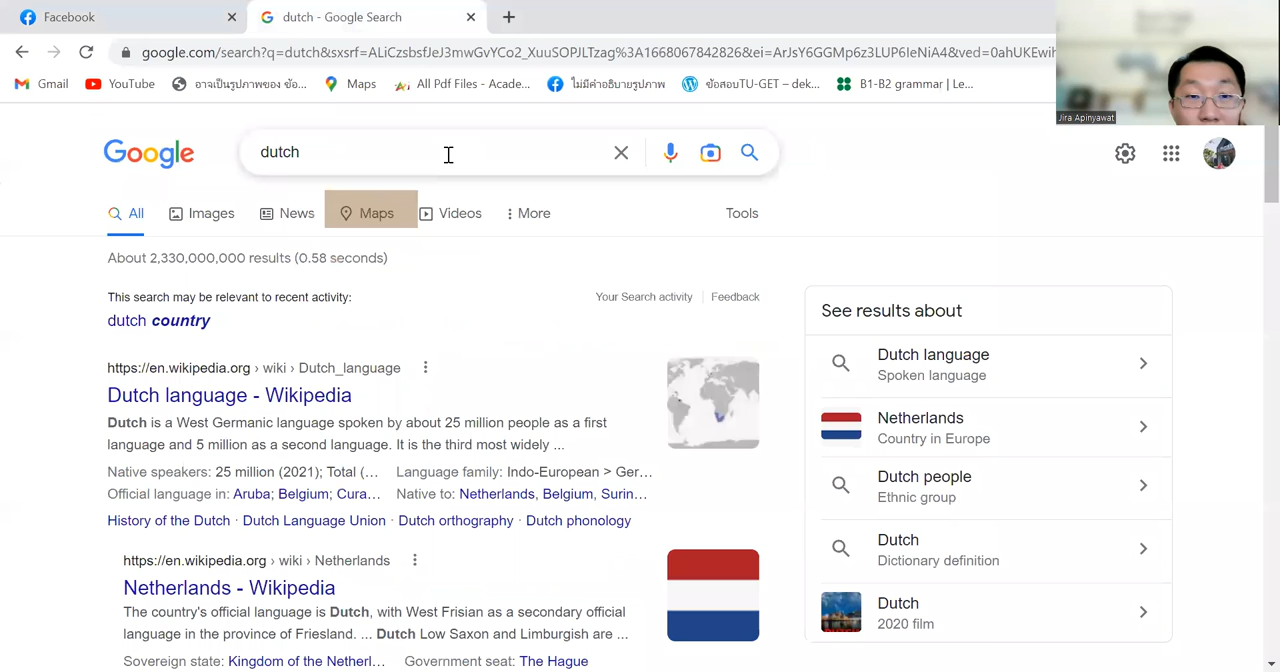 Facebook
dutch - Google Search
google.com/search?q=dutch&sxsrf=ALiCzsbsfJeJ3mwGvYCo2_XuuSOPJLTzag%3A1668067842826&ei=ArJsY6GGMp6z3LUP6IeNiA4&ved=0ahUKEwih
Gmail
YouTube
อาจเป็นรูปภาพของ ข้อ...
Maps
All Pdf Files - Acade...
ไม่มีคำอธิบายรูปภาพ
ข้อสอบTU-GET – dek...
B1-B2 grammar | Le...
Jira Apinyawat
Google
dutch
All
Images
News
Maps
Videos
More
Tools
About 2,330,000,000 results (0.58 seconds)
This search may be relevant to recent activity:
Your Search activity
Feedback
dutch country
https://en.wikipedia.org › wiki › Dutch_language
Dutch language - Wikipedia
Dutch is a West Germanic language spoken by about 25 million people as a first
language and 5 million as a second language. It is the third most widely ...
Native speakers: 25 million (2021); Total (...
Language family: Indo-European > Ger...
Official language in: Aruba; Belgium; Cura...
Native to: Netherlands, Belgium, Surin...
History of the Dutch · Dutch Language Union · Dutch orthography · Dutch phonology
https://en.wikipedia.org › wiki › Netherlands
Netherlands - Wikipedia
The country's official language is Dutch, with West Frisian as a secondary official
language in the province of Friesland. ... Dutch Low Saxon and Limburgish are ...
Sovereign state: Kingdom of the Netherl...
Government seat: The Hague
See results about
Dutch language
Spoken language
Netherlands
Country in Europe
Dutch people
Ethnic group
Dutch
Dictionary definition
Dutch
2020 film